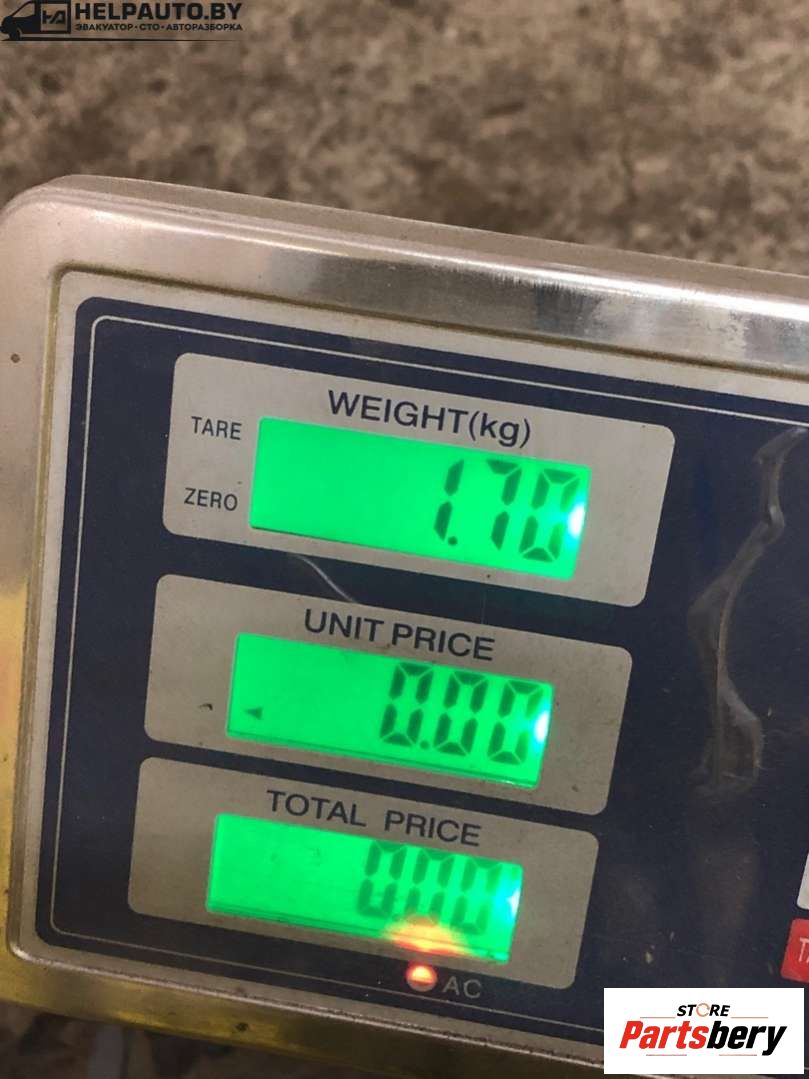 HELPAUTO.BY
ЭВАКУАТОР•СТО•АВТОРАЗБОРКА
WEIGHT(kg)
TARE
ZERO
1.70
UNIT PRICE
0.00
TOTAL PRICE
0.00
AC
STORE
Partsbery